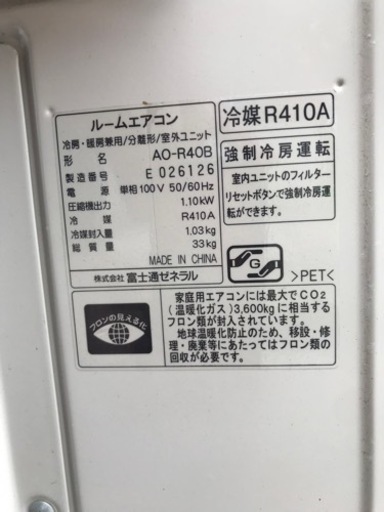 ルームエアコン
冷房・暖房兼用/分離形/室外ユニット
形名 AO-R40B
製造番号 E 026126
電源 単相100V 50/60Hz
圧縮機出力 1.10kW
冷媒 R410A
冷媒封入量 1.03kg
総質量 33kg
MADE IN CHINA
株式会社 富士通ゼネラル
冷媒R410A
強制冷房運転
室内ユニットのフィルター
リセットボタンで強制冷房運
転ができます。
G
>PET<
フロンの見える化
家庭用エアコンには最大でCO2
(温暖化ガス)3,600kgに相当する
フロン類が封入されています。
地球温暖化防止のため、移設・修
理・廃棄等にあたってはフロン類の
回収が必要です。